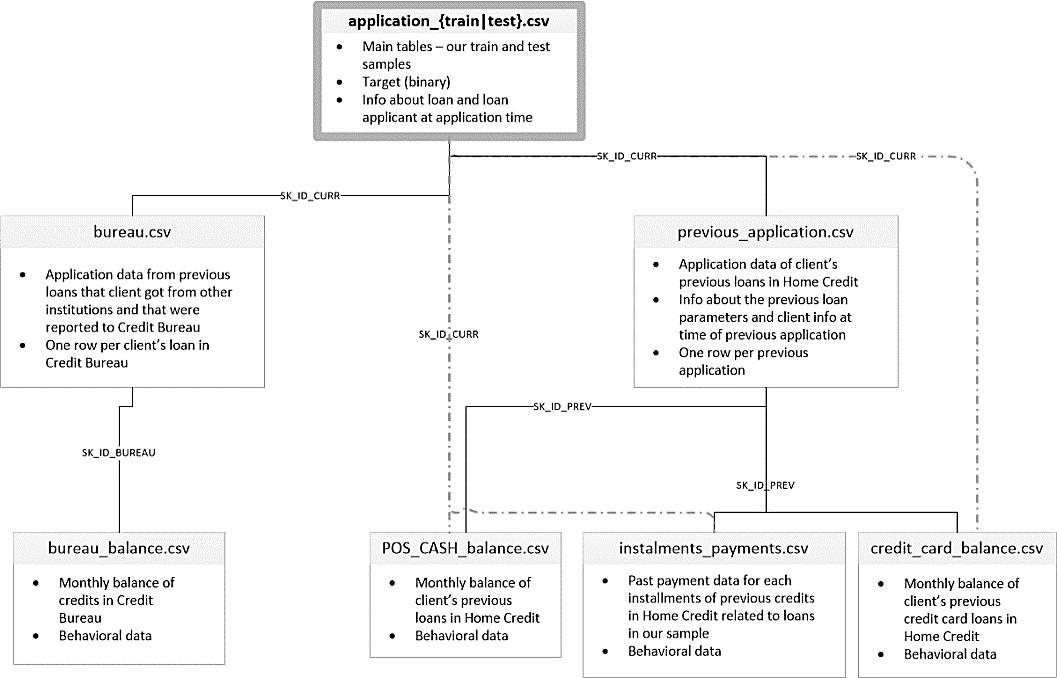 application_{train|test}.csv
• Main tables – our train and test
samples
• Target (binary)
• Info about loan and loan
applicant at application time
SK_ID_CURR
SK_ID_CURR
SK_ID_CURR
bureau.csv
• Application data from previous
loans that client got from other
institutions and that were
reported to Credit Bureau
• One row per client's loan in
Credit Bureau
previous_application.csv
• Application data of client's
previous loans in Home Credit
• Info about the previous loan
parameters and client info at
time of previous application
• One row per previous
application
SK_ID_CURR
SK_ID_PREV
SK_ID_BUREAU
SK_ID_PREV
bureau_balance.csv
• Monthly balance of
credits in Credit
Bureau
• Behavioral data
POS_CASH_balance.csv
• Monthly balance of
client's previous
loans in Home Credit
• Behavioral data
instalments_payments.csv
• Past payment data for each
installments of previous credits
in Home Credit related to loans
in our sample
• Behavioral data
credit_card_balance.csv
• Monthly balance of
client's previous
credit card loans in
Home Credit
• Behavioral data